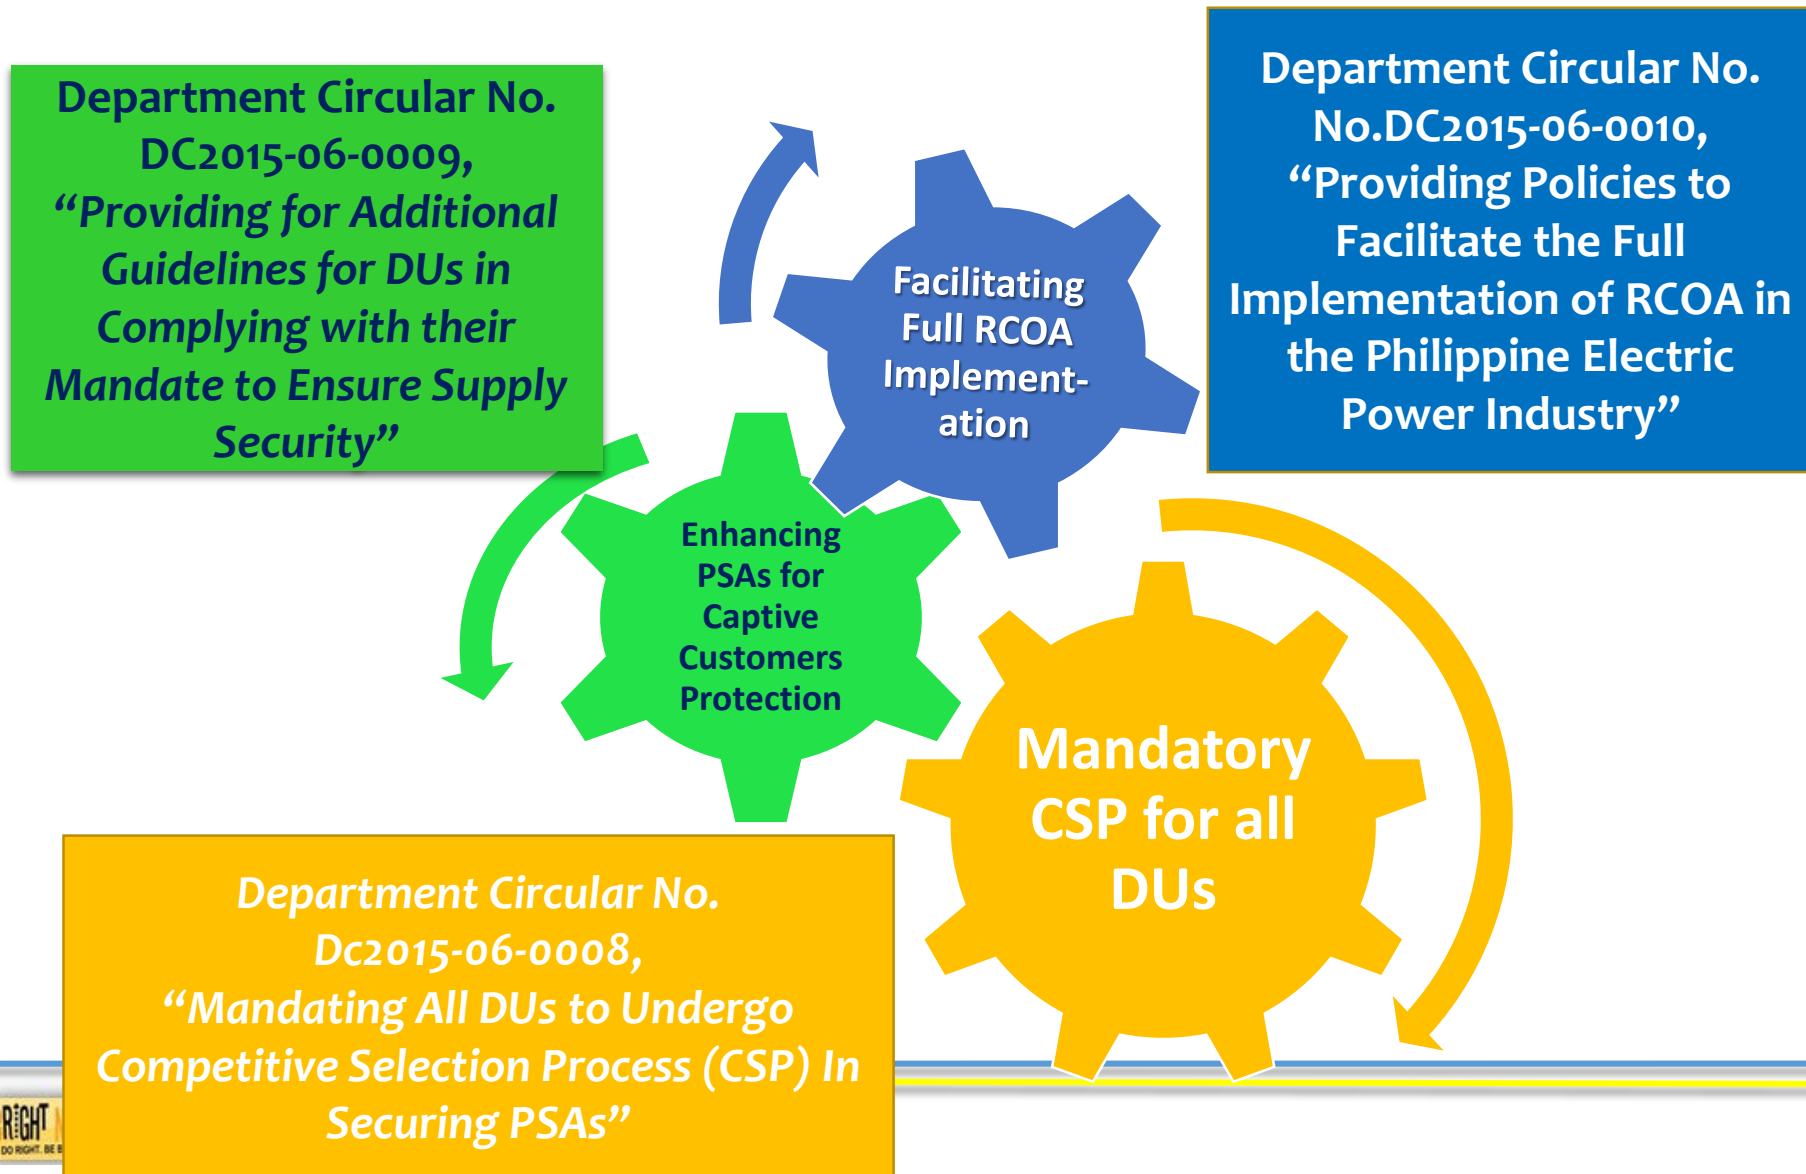 Department Circular No.
DC2015-06-0009,
“Providing for Additional
Guidelines for DUs in
Complying with their
Mandate to Ensure Supply
Security”
Department Circular No.
No.DC2015-06-0010,
“Providing Policies to
Facilitate the Full
Implementation of RCOA in
the Philippine Electric
Power Industry”
Facilitating
Full RCOA
Implement-
ation
Enhancing
PSAs for
Captive
Customers
Protection
Mandatory
CSP for all
DUs
Department Circular No.
Dc2015-06-0008,
“Mandating All DUs to Undergo
Competitive Selection Process (CSP) In
Securing PSAs”
RiGHT
DO RIGHT. BE